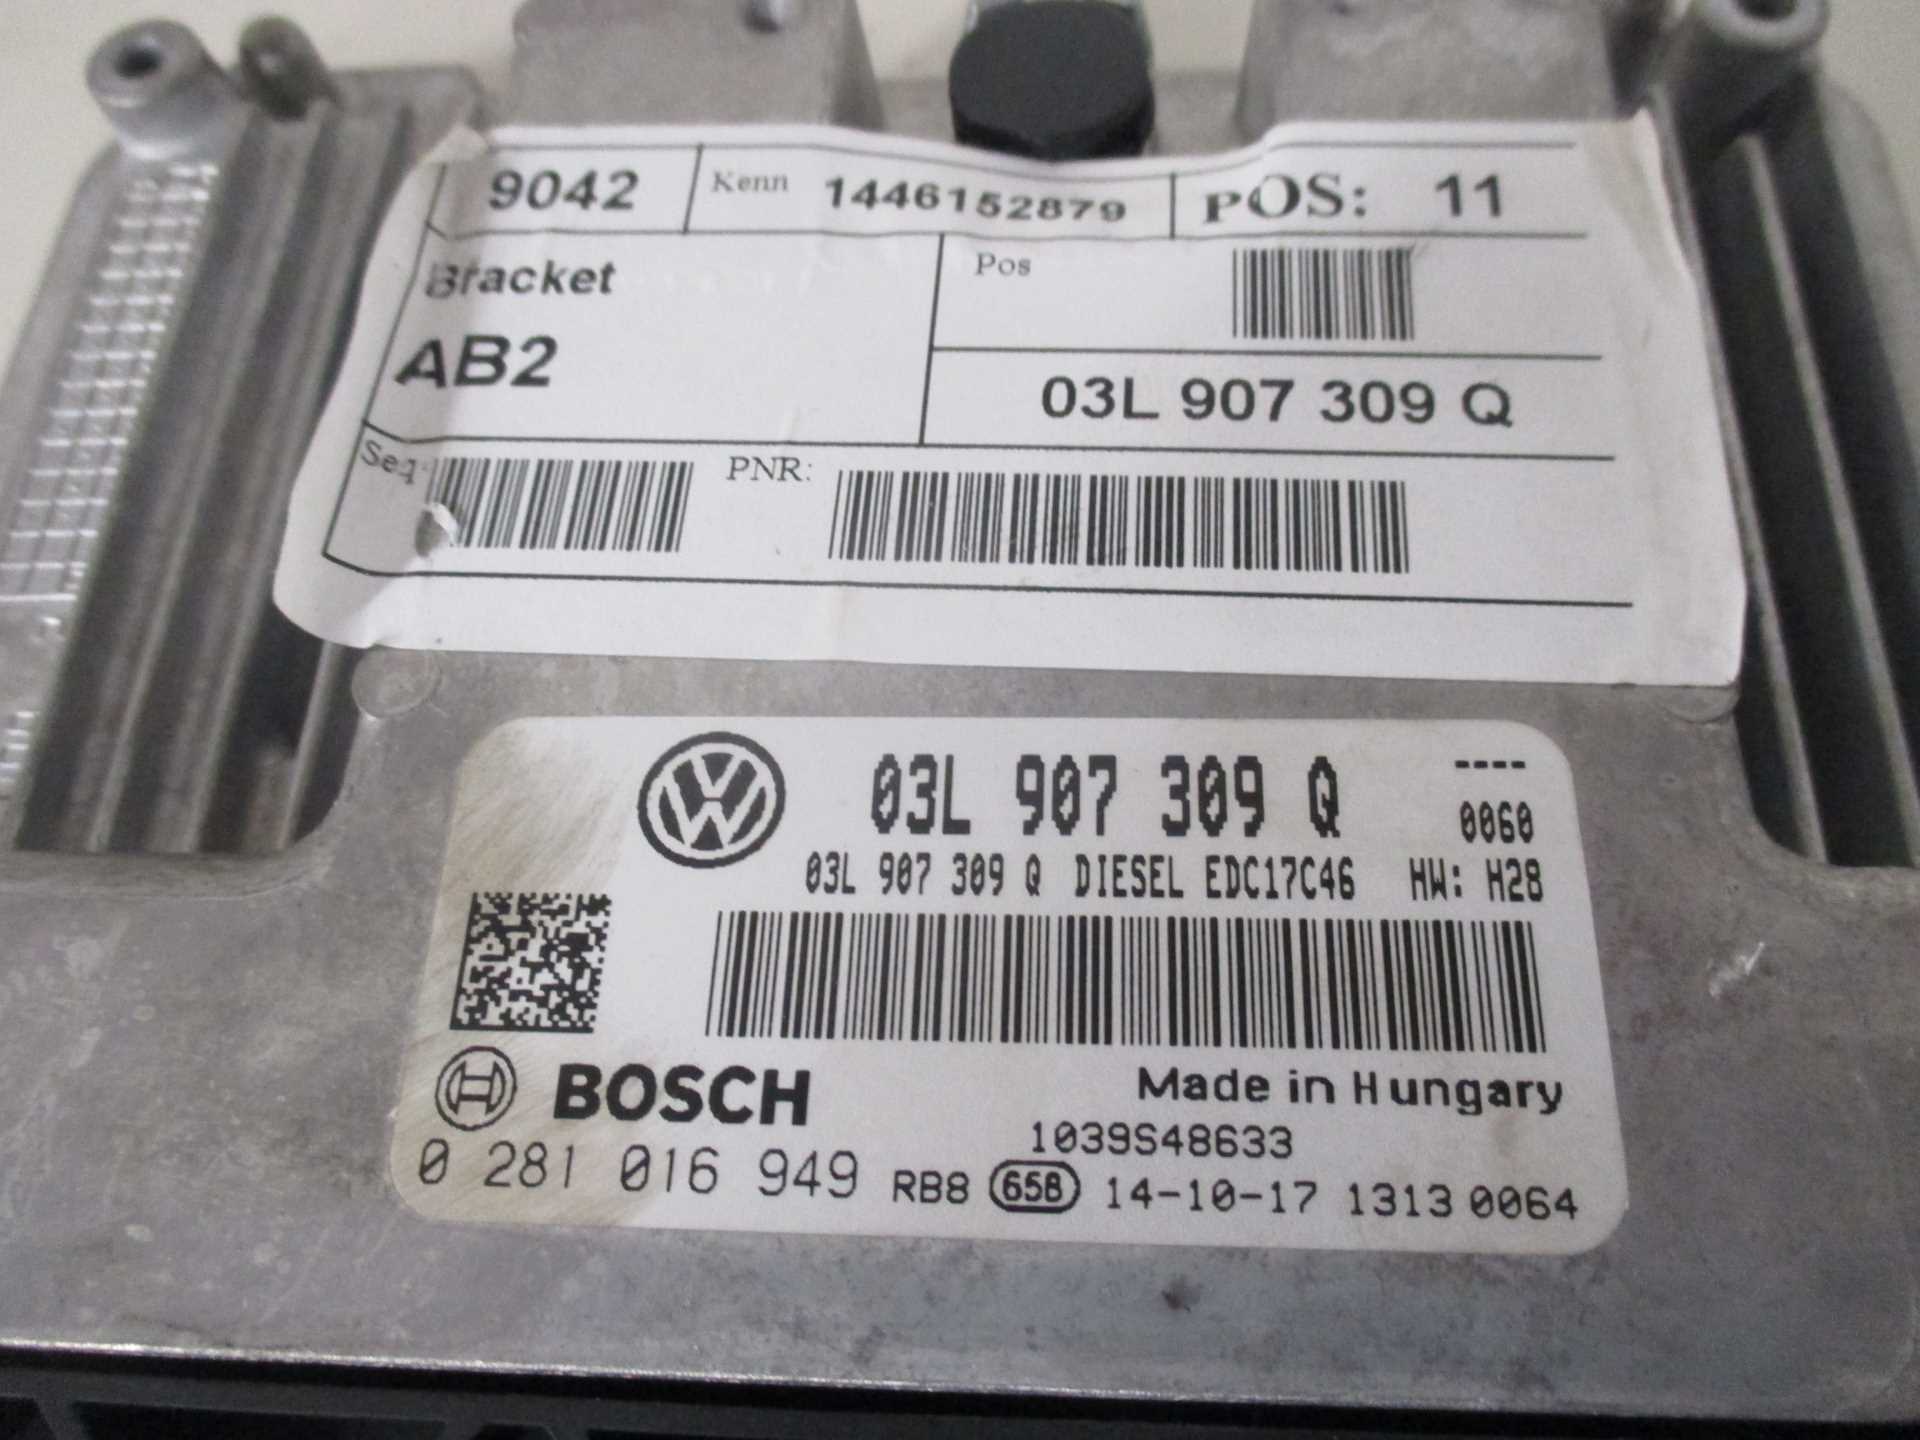 9042 Kenn 1446152879 POS: 11
Bracket Pos
AB2 03L 907 309 Q
Seq: PNR:
03L 907 309 Q ----
0060
03L 907 309 Q DIESEL EDC17C46 HW: H28
BOSCH Made in Hungary
1039S48633
0 281 016 949 RB8 65B 14-10-17 1313 0064